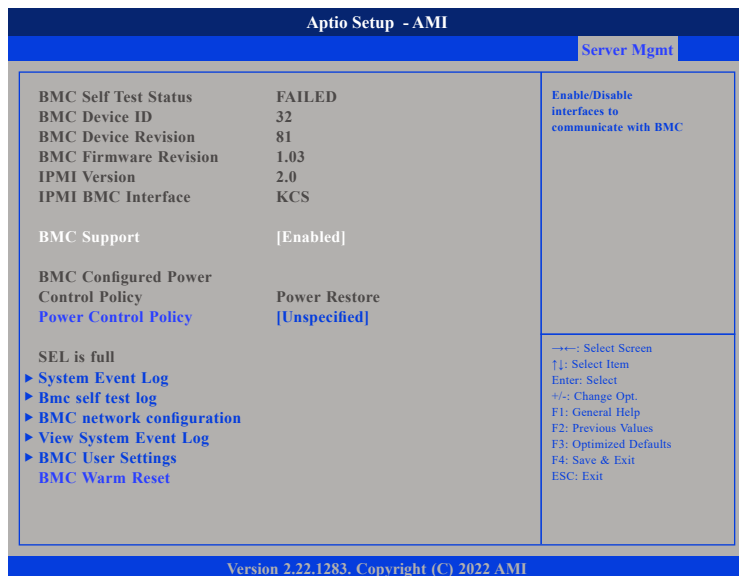 Aptio Setup - AMI
Server Mgmt
BMC Self Test Status FAILED
BMC Device ID 32
BMC Device Revision 81
BMC Firmware Revision 1.03
IPMI Version 2.0
IPMI BMC Interface KCS
BMC Support [Enabled]
BMC Configured Power
Control Policy Power Restore
Power Control Policy [Unspecified]
SEL is full
▶ System Event Log
▶ Bmc self test log
▶ BMC network configuration
▶ View System Event Log
▶ BMC User Settings
BMC Warm Reset
Enable/Disable
interfaces to
communicate with BMC
→←: Select Screen
↑↓: Select Item
Enter: Select
+/-: Change Opt.
F1: General Help
F2: Previous Values
F3: Optimized Defaults
F4: Save & Exit
ESC: Exit
Version 2.22.1283. Copyright (C) 2022 AMI